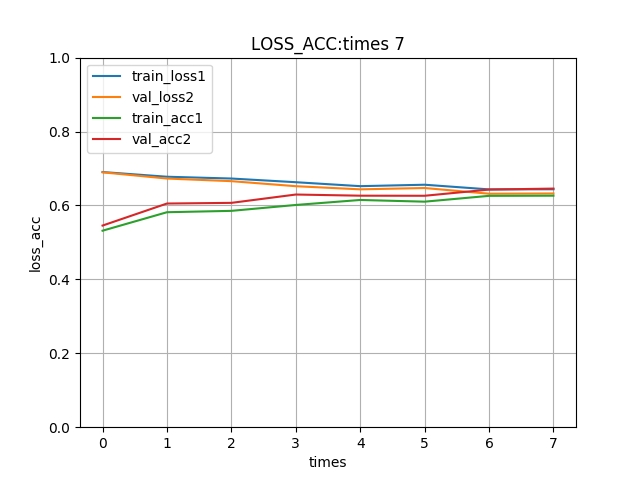 LOSS_ACC:times 7
1.0
0.8
0.6
0.4
0.2
0.0
loss_acc
train_loss1
val_loss2
train_acc1
val_acc2
0 1 2 3 4 5 6 7
times